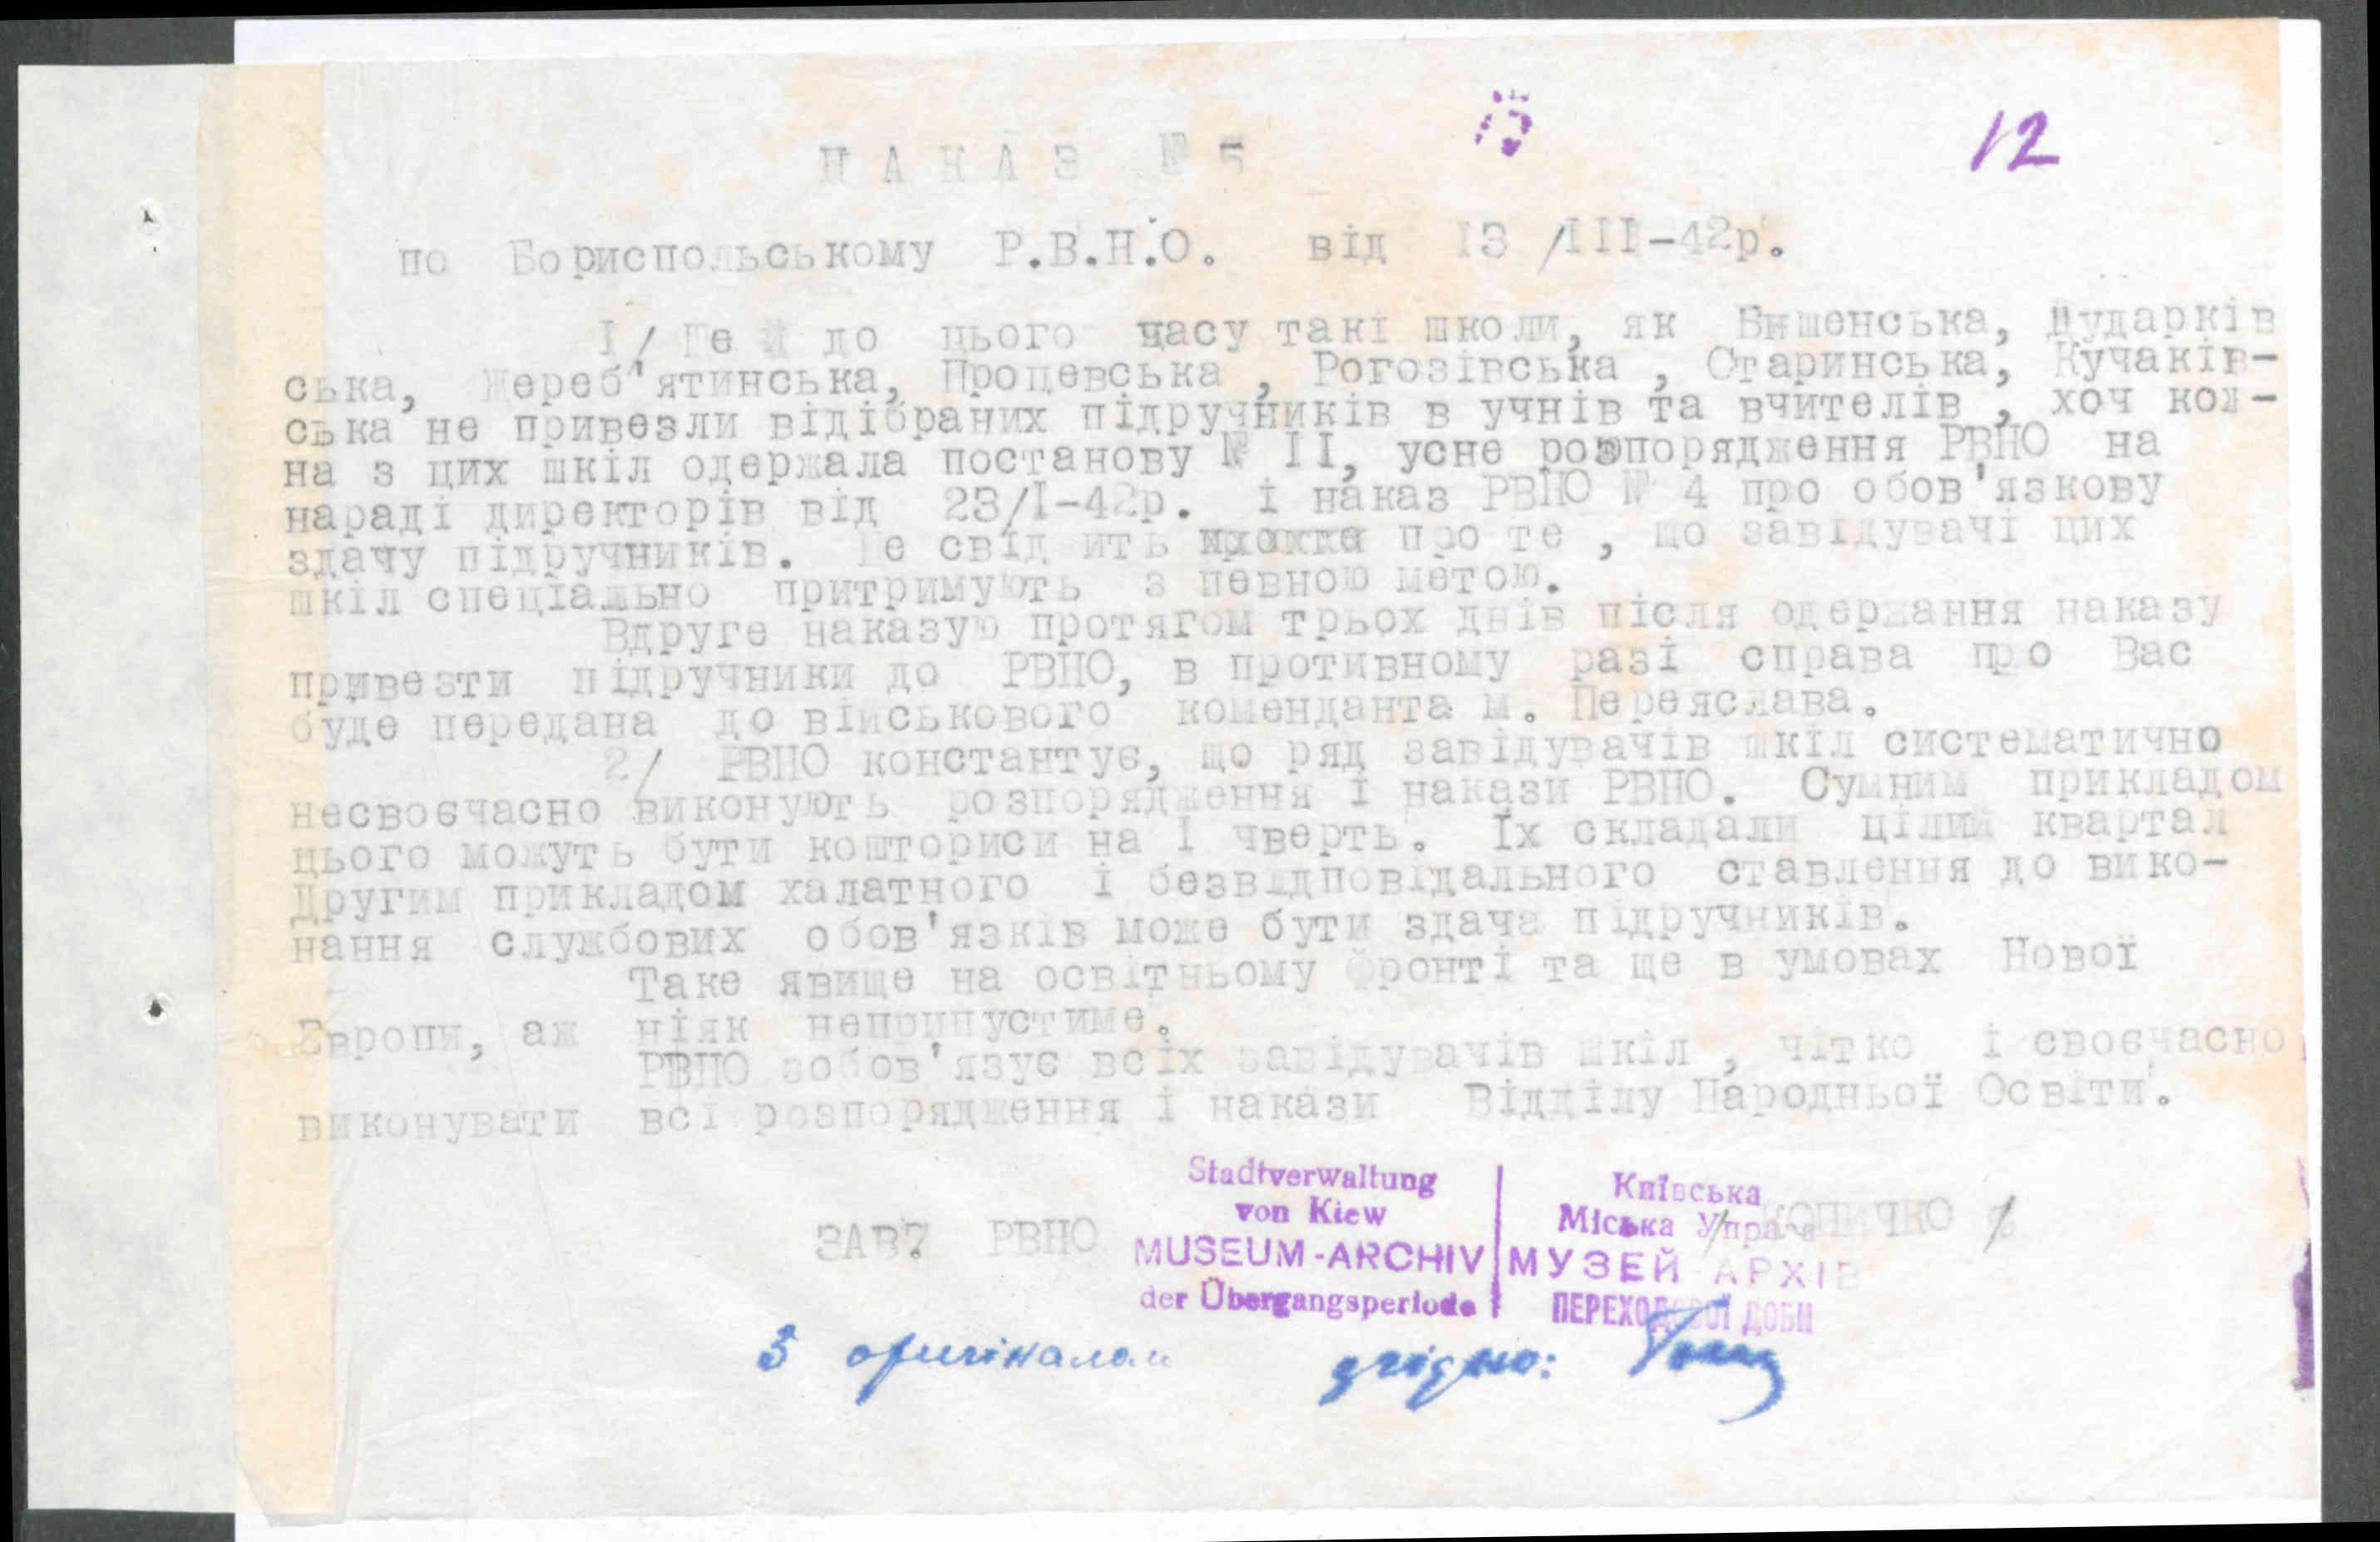 12
НАКАЗ № 5
по Бориспольському Р.В.Н.О. від 13 /III-42р.
I/ Ще й до цього часу такі школи, як Вишенська, Дударків
ська, Жереб'ятинська, Процевська , Рогозівська , Старинська, Кучаків-
ська не привезли відібраних підручників в учнів та вчителів , хоч кож-
на з цих шкіл одержала постанову № II, усне розпорядження РВНО на
нараді директорів від 23/I-42р. і наказ РВНО № 4 про обов'язкову
здачу підручників. Це свідчить про те , що завідувачі цих
шкіл спеціально притримують з певною метою.
Вдруге наказую протягом трьох днів після одержання наказу
привезти підручники до РВНО, в противному разі справа про Вас
буде передана до військового коменданта м. Переяслава.
2/ РВНО константує, що ряд завідувачів шкіл систематично
несвоєчасно виконують розпорядження і накази РВНО. Сумним прикладом
цього можуть бути кошториси на I чверть. Їх складали цілий квартал
Другим прикладом халатного і безвідповідального ставлення до вико-
нання службових обов'язків може бути здача підручників.
Таке явище на освітньому фронті та ще в умовах Нової
Европи, аж ніяк неприпустиме.
РВНО зобов'язує всіх завідувачів шкіл , чітко і своєчасно
виконувати всі розпорядження і накази Відділу Народньої Освіти.
ЗАВ? РВНО / КОПИЧКО /
Stadtverwaltung
von Kiew
MUSEUM-ARCHIV
der Übergangsperiode
Київська
Міська Управа
МУЗЕЙ АРХІВ
ПЕРЕХОДОВОЇ ДОБИ
З оригіналом згідно: